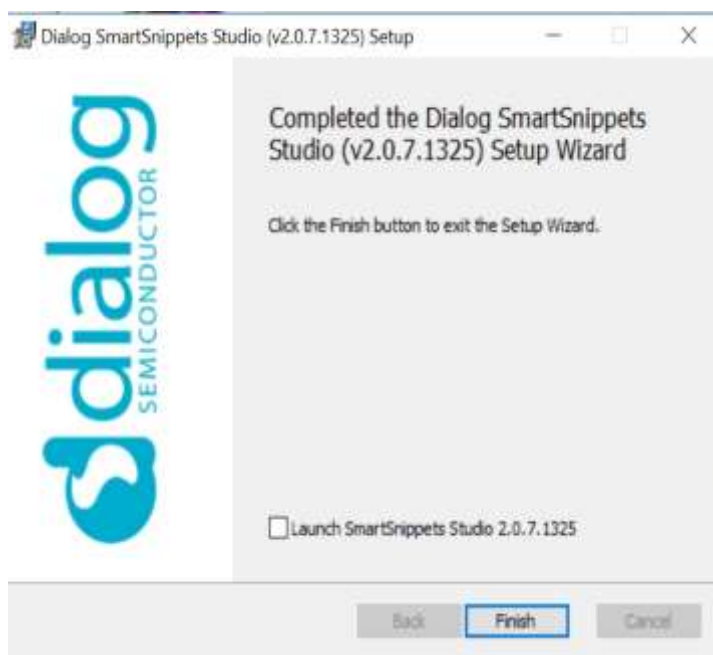 Dialog SmartSnippets Studio (v2.0.7.1325) Setup
dialog
SEMICONDUCTOR
Completed the Dialog SmartSnippets
Studio (v2.0.7.1325) Setup Wizard
Click the Finish button to exit the Setup Wizard.
Launch SmartSnippets Studio 2.0.7.1325
Back
Finish
Cancel